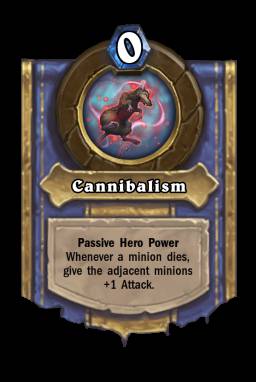 0
Cannibalism
Passive Hero Power
Whenever a minion dies,
give the adjacent minions
+1 Attack.